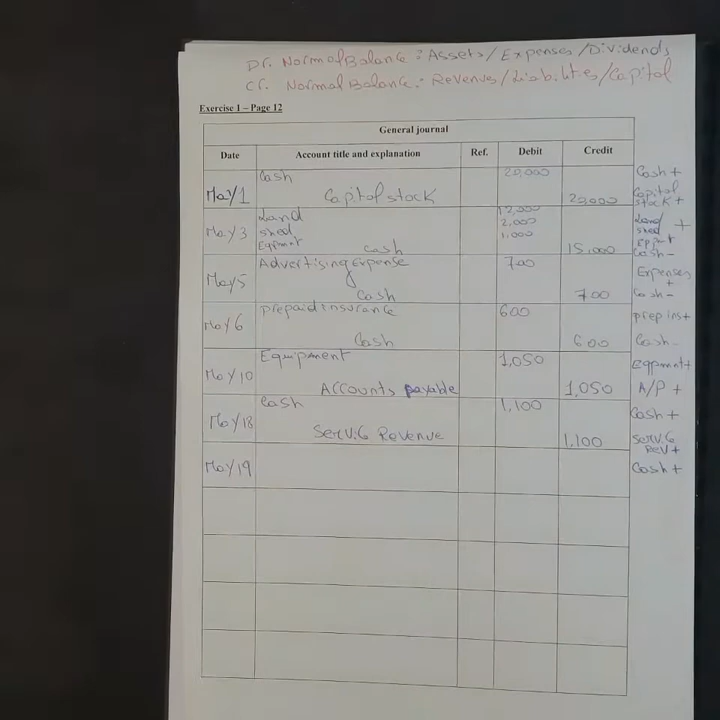 Dr. Normal Balance : Assets / Expenses / Dividends
Cr. Normal Balance : Revenus / Liabilities / Capital
Exercise 1 – Page 12
General journal
Date Account title and explanation Ref. Debit Credit
May 1 Cash 20,000 Cash +
Capital stock 20,000 Capital stock +
May 3 Land 12,000 Land +
Shed 2,000 shed
Eqpmnt 1,000 Eqpmt
Cash 15,000 Cash -
May 5 Advertising Expense 700 Expenses +
Cash 700 Cash -
May 6 prepaid insurance 600 prep ins +
Cash 600 Cash -
May 10 Equipment 1,050 Eqpmnt +
Accounts payable 1,050 A/P +
May 18 Cash 1,100 Cash +
Service Revenue 1,100 Service Rev +
May 19 Cash +